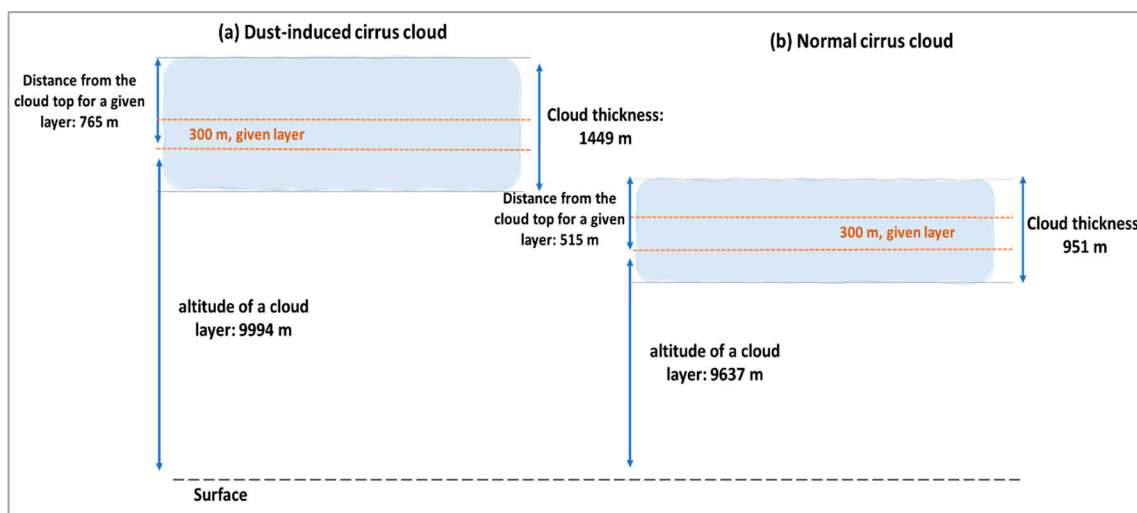 (a) Dust-induced cirrus cloud
Distance from the
cloud top for a given
layer: 765 m
300 m, given layer
Cloud thickness:
1449 m
altitude of a cloud
layer: 9994 m
(b) Normal cirrus cloud
Distance from the
cloud top for a given
layer: 515 m
300 m, given layer
Cloud thickness
951 m
altitude of a cloud
layer: 9637 m
Surface